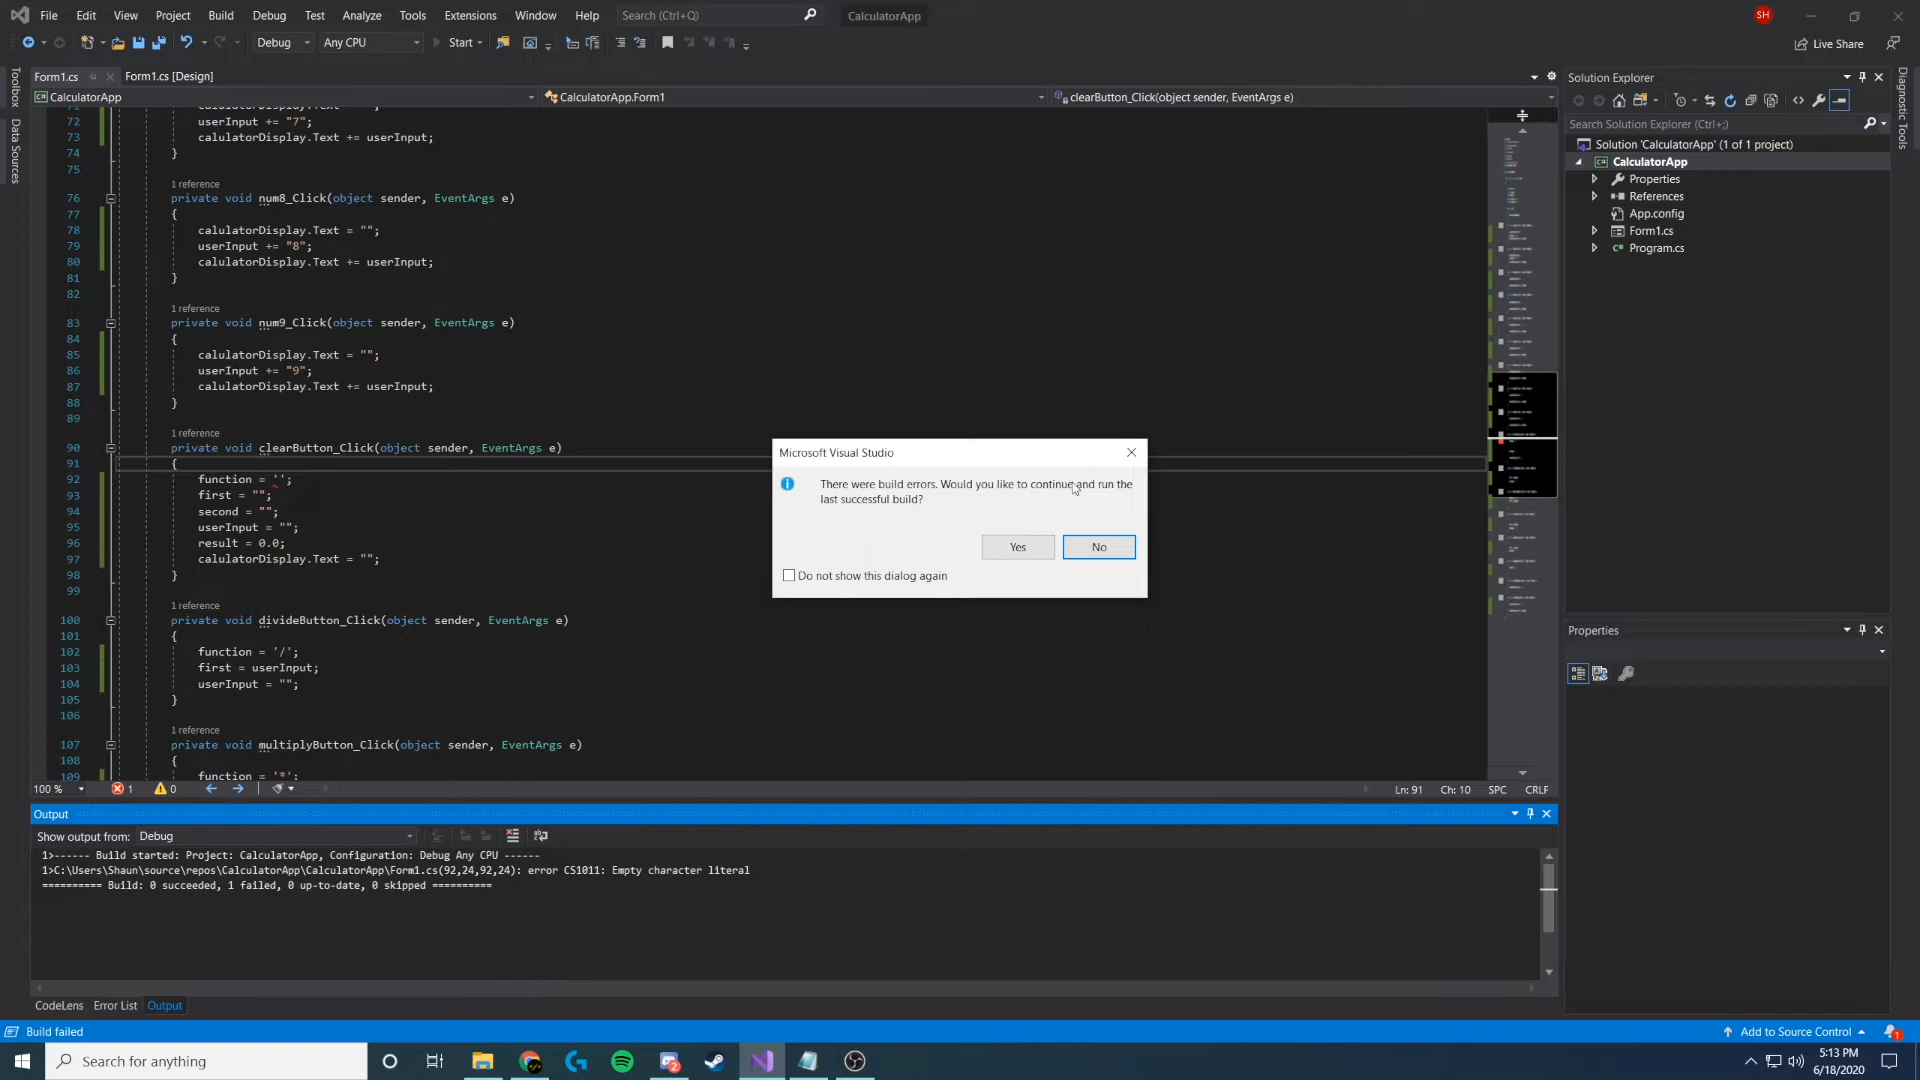 File Edit View Project Build Debug Test Analyze Tools Extensions Window Help Search (Ctrl+Q) CalculatorApp SH
Debug Any CPU Start Live Share
Form1.cs Form1.cs [Design]
CalculatorApp CalculatorApp.Form1 clearButton_Click(object sender, EventArgs e)
Toolbox
Data Sources
72 userInput += "7";
73 calulatorDisplay.Text += userInput;
74 }
75
1 reference
76 private void num8_Click(object sender, EventArgs e)
77 {
78 calulatorDisplay.Text = "";
79 userInput += "8";
80 calulatorDisplay.Text += userInput;
81 }
82
1 reference
83 private void num9_Click(object sender, EventArgs e)
84 {
85 calulatorDisplay.Text = "";
86 userInput += "9";
87 calulatorDisplay.Text += userInput;
88 }
89
1 reference
90 private void clearButton_Click(object sender, EventArgs e)
91 {
92 function = '';
93 first = "";
94 second = "";
95 userInput = "";
96 result = 0.0;
97 calulatorDisplay.Text = "";
98 }
99
1 reference
100 private void divideButton_Click(object sender, EventArgs e)
101 {
102 function = '/';
103 first = userInput;
104 userInput = "";
105 }
106
1 reference
107 private void multiplyButton_Click(object sender, EventArgs e)
108 {
109 function = '*';
Microsoft Visual Studio
There were build errors. Would you like to continue and run the
last successful build?
Yes No
Do not show this dialog again
Solution Explorer
Search Solution Explorer (Ctrl+;)
Solution 'CalculatorApp' (1 of 1 project)
CalculatorApp
Properties
References
App.config
Form1.cs
Program.cs
Diagnostic Tools
Properties
100 % 1 0 Ln: 91 Ch: 10 SPC CRLF
Output
Show output from: Debug
1>------ Build started: Project: CalculatorApp, Configuration: Debug Any CPU ------
1>C:\Users\Shaun\source\repos\CalculatorApp\CalculatorApp\Form1.cs(92,24,92,24): error CS1011: Empty character literal
========== Build: 0 succeeded, 1 failed, 0 up-to-date, 0 skipped ==========
CodeLens Error List Output
Build failed Add to Source Control 1
Search for anything 2 5:13 PM
6/18/2020